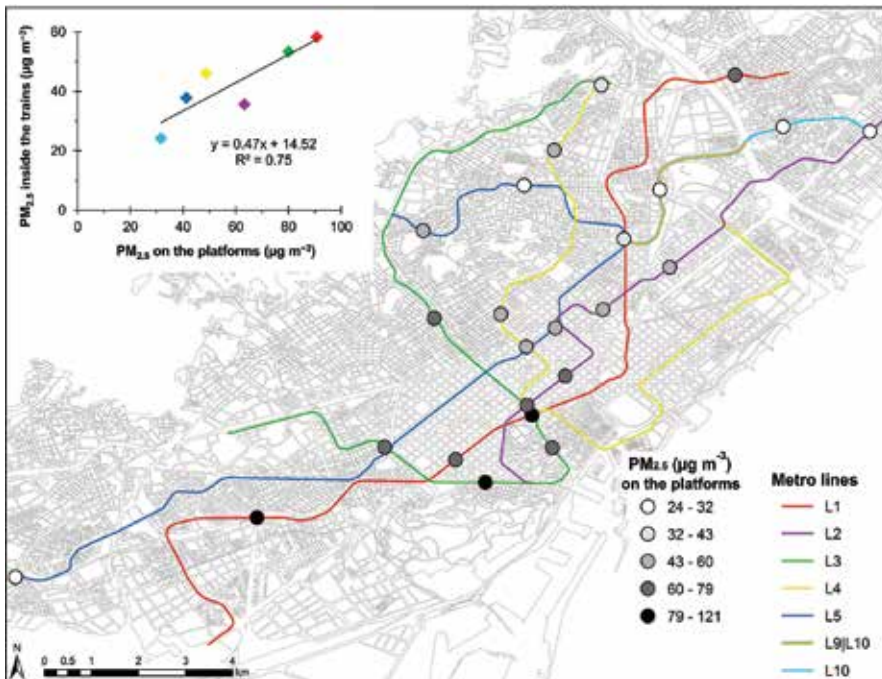 60
40
20
0
PM2.5 inside the trains (μg m⁻³)
y = 0.47x + 14.52
R² = 0.75
0 20 40 60 80 100
PM2.5 on the platforms (μg m⁻³)
PM2.5 (μg m⁻³)
on the platforms
24 - 32
32 - 43
43 - 60
60 - 79
79 - 121
Metro lines
L1
L2
L3
L4
L5
L9|L10
L10
N
0 0.5 1 2 3 4
km